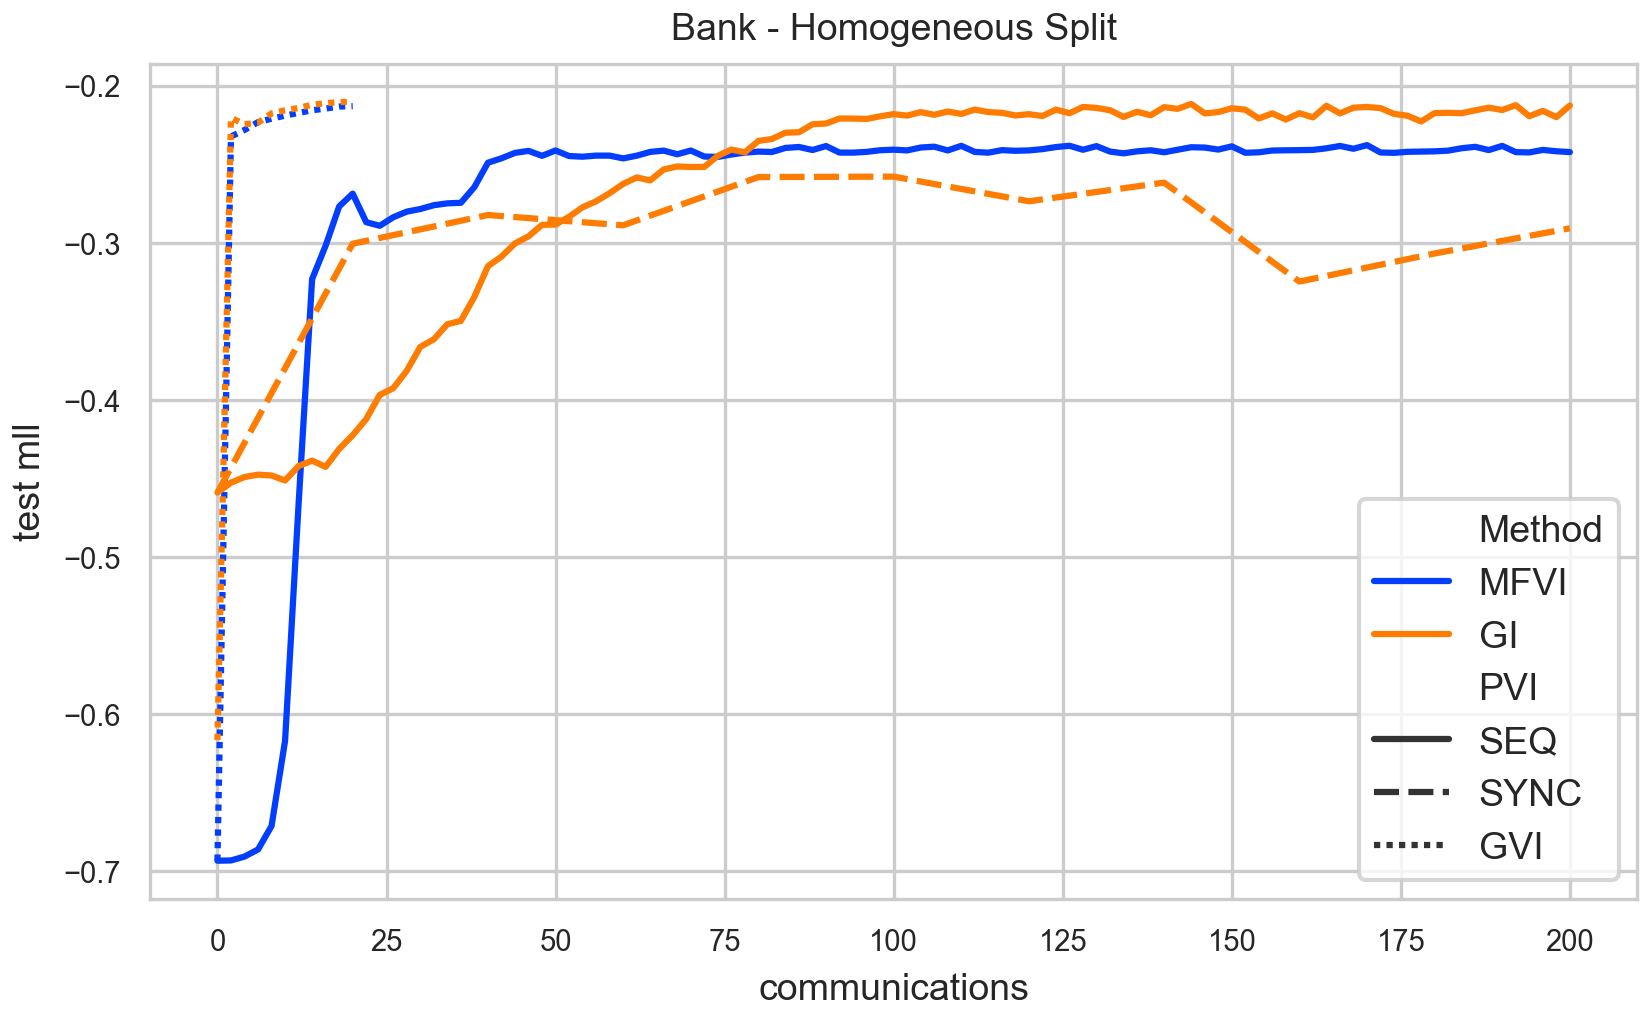 Bank - Homogeneous Split
test mll
−0.2
−0.3
−0.4
−0.5
−0.6
−0.7
0 25 50 75 100 125 150 175 200
communications
Method
MFVI
GI
PVI
SEQ
SYNC
GVI